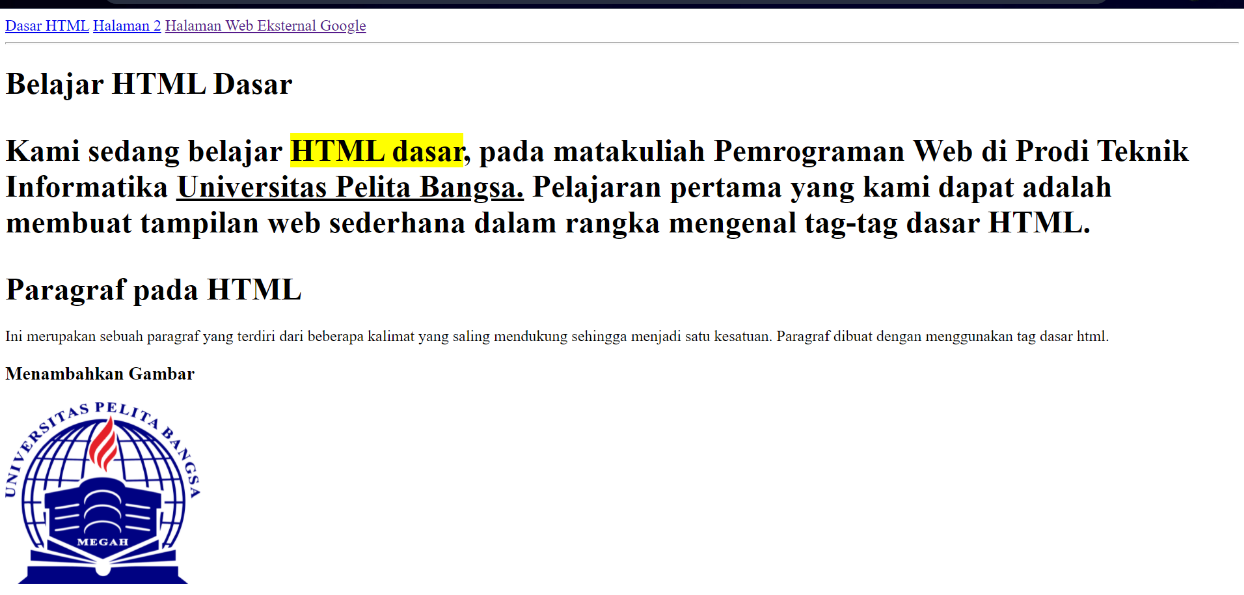 Dasar HTML Halaman 2 Halaman Web Eksternal Google
Belajar HTML Dasar
Kami sedang belajar HTML dasar, pada matakuliah Pemrograman Web di Prodi Teknik
Informatika Universitas Pelita Bangsa. Pelajaran pertama yang kami dapat adalah
membuat tampilan web sederhana dalam rangka mengenal tag-tag dasar HTML.
Paragraf pada HTML
Ini merupakan sebuah paragraf yang terdiri dari beberapa kalimat yang saling mendukung sehingga menjadi satu kesatuan. Paragraf dibuat dengan menggunakan tag dasar html.
Menambahkan Gambar
UNIVERSITAS PELITA BANGSA
MEGAH